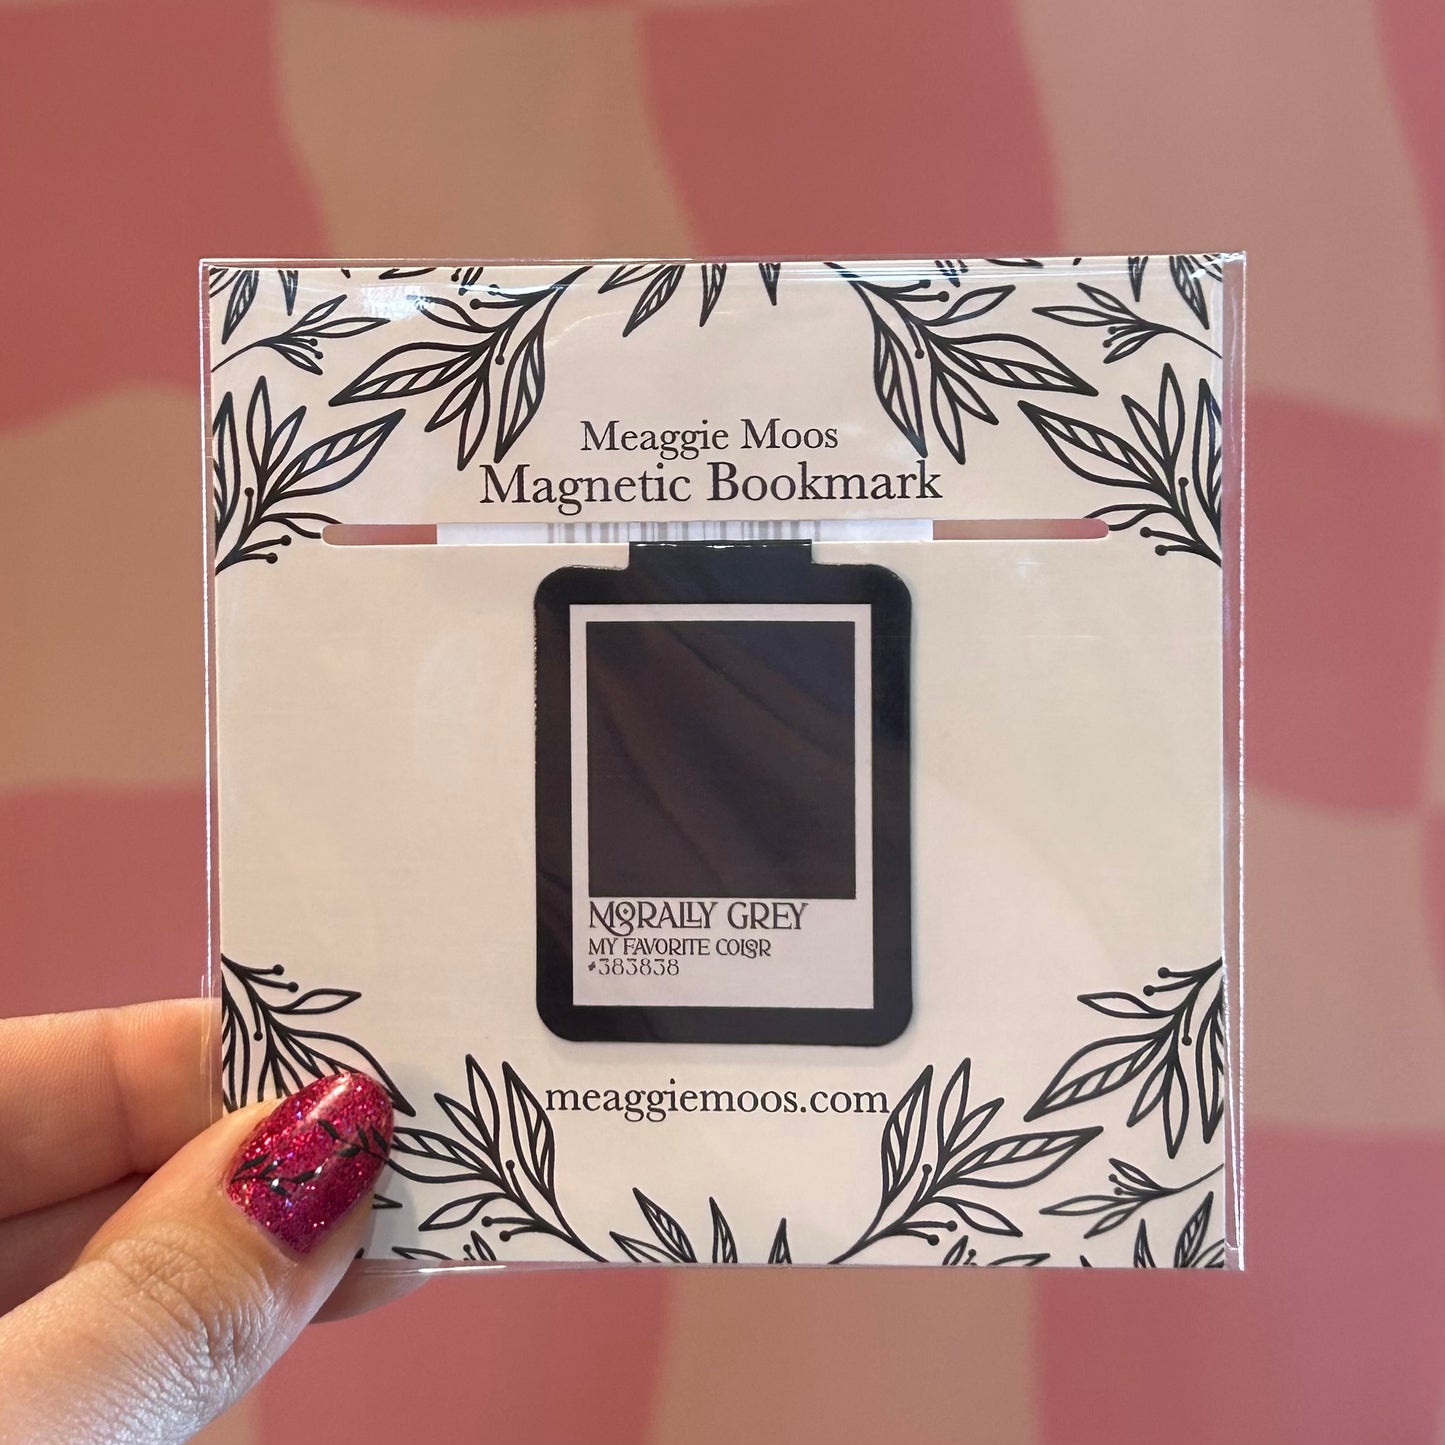 Meaggie Moos
Magnetic Bookmark
MORALLY GREY
MY FAVORITE COLOR
#383838
meaggiemoos.com